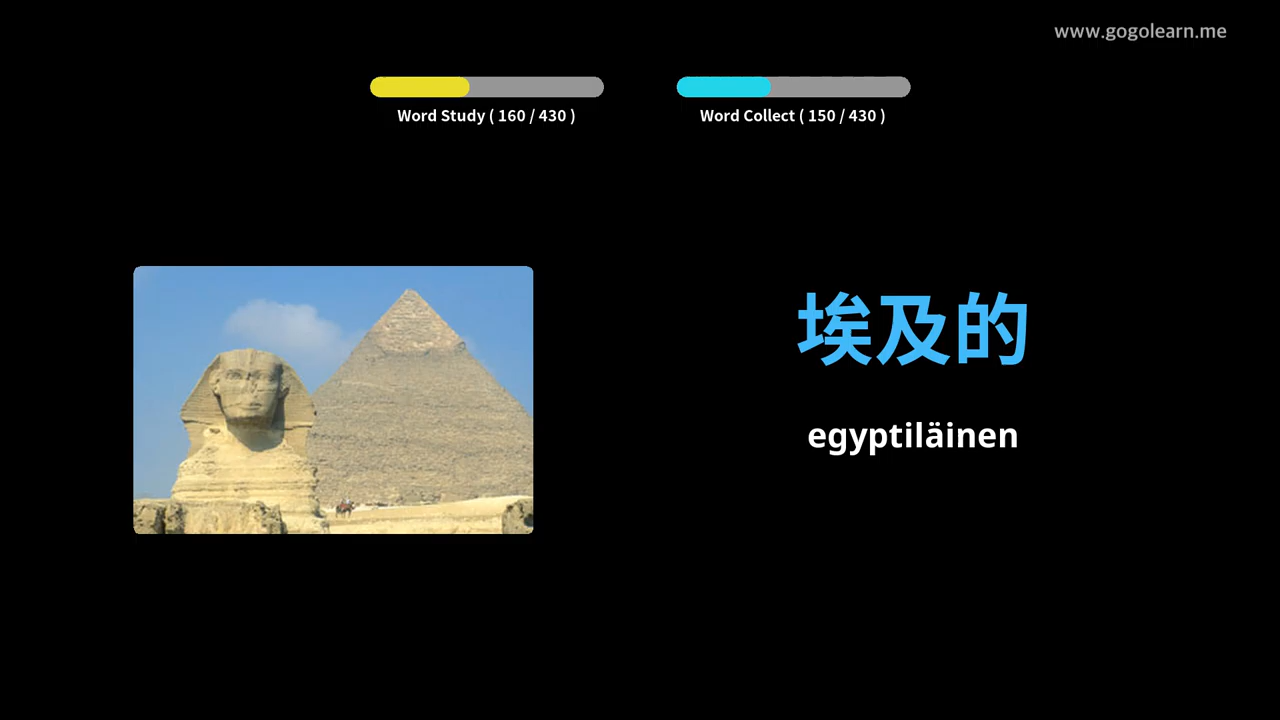 www.gogolearn.me
Word Study ( 160 / 430 )
Word Collect ( 150 / 430 )
埃及的
egyptiläinen